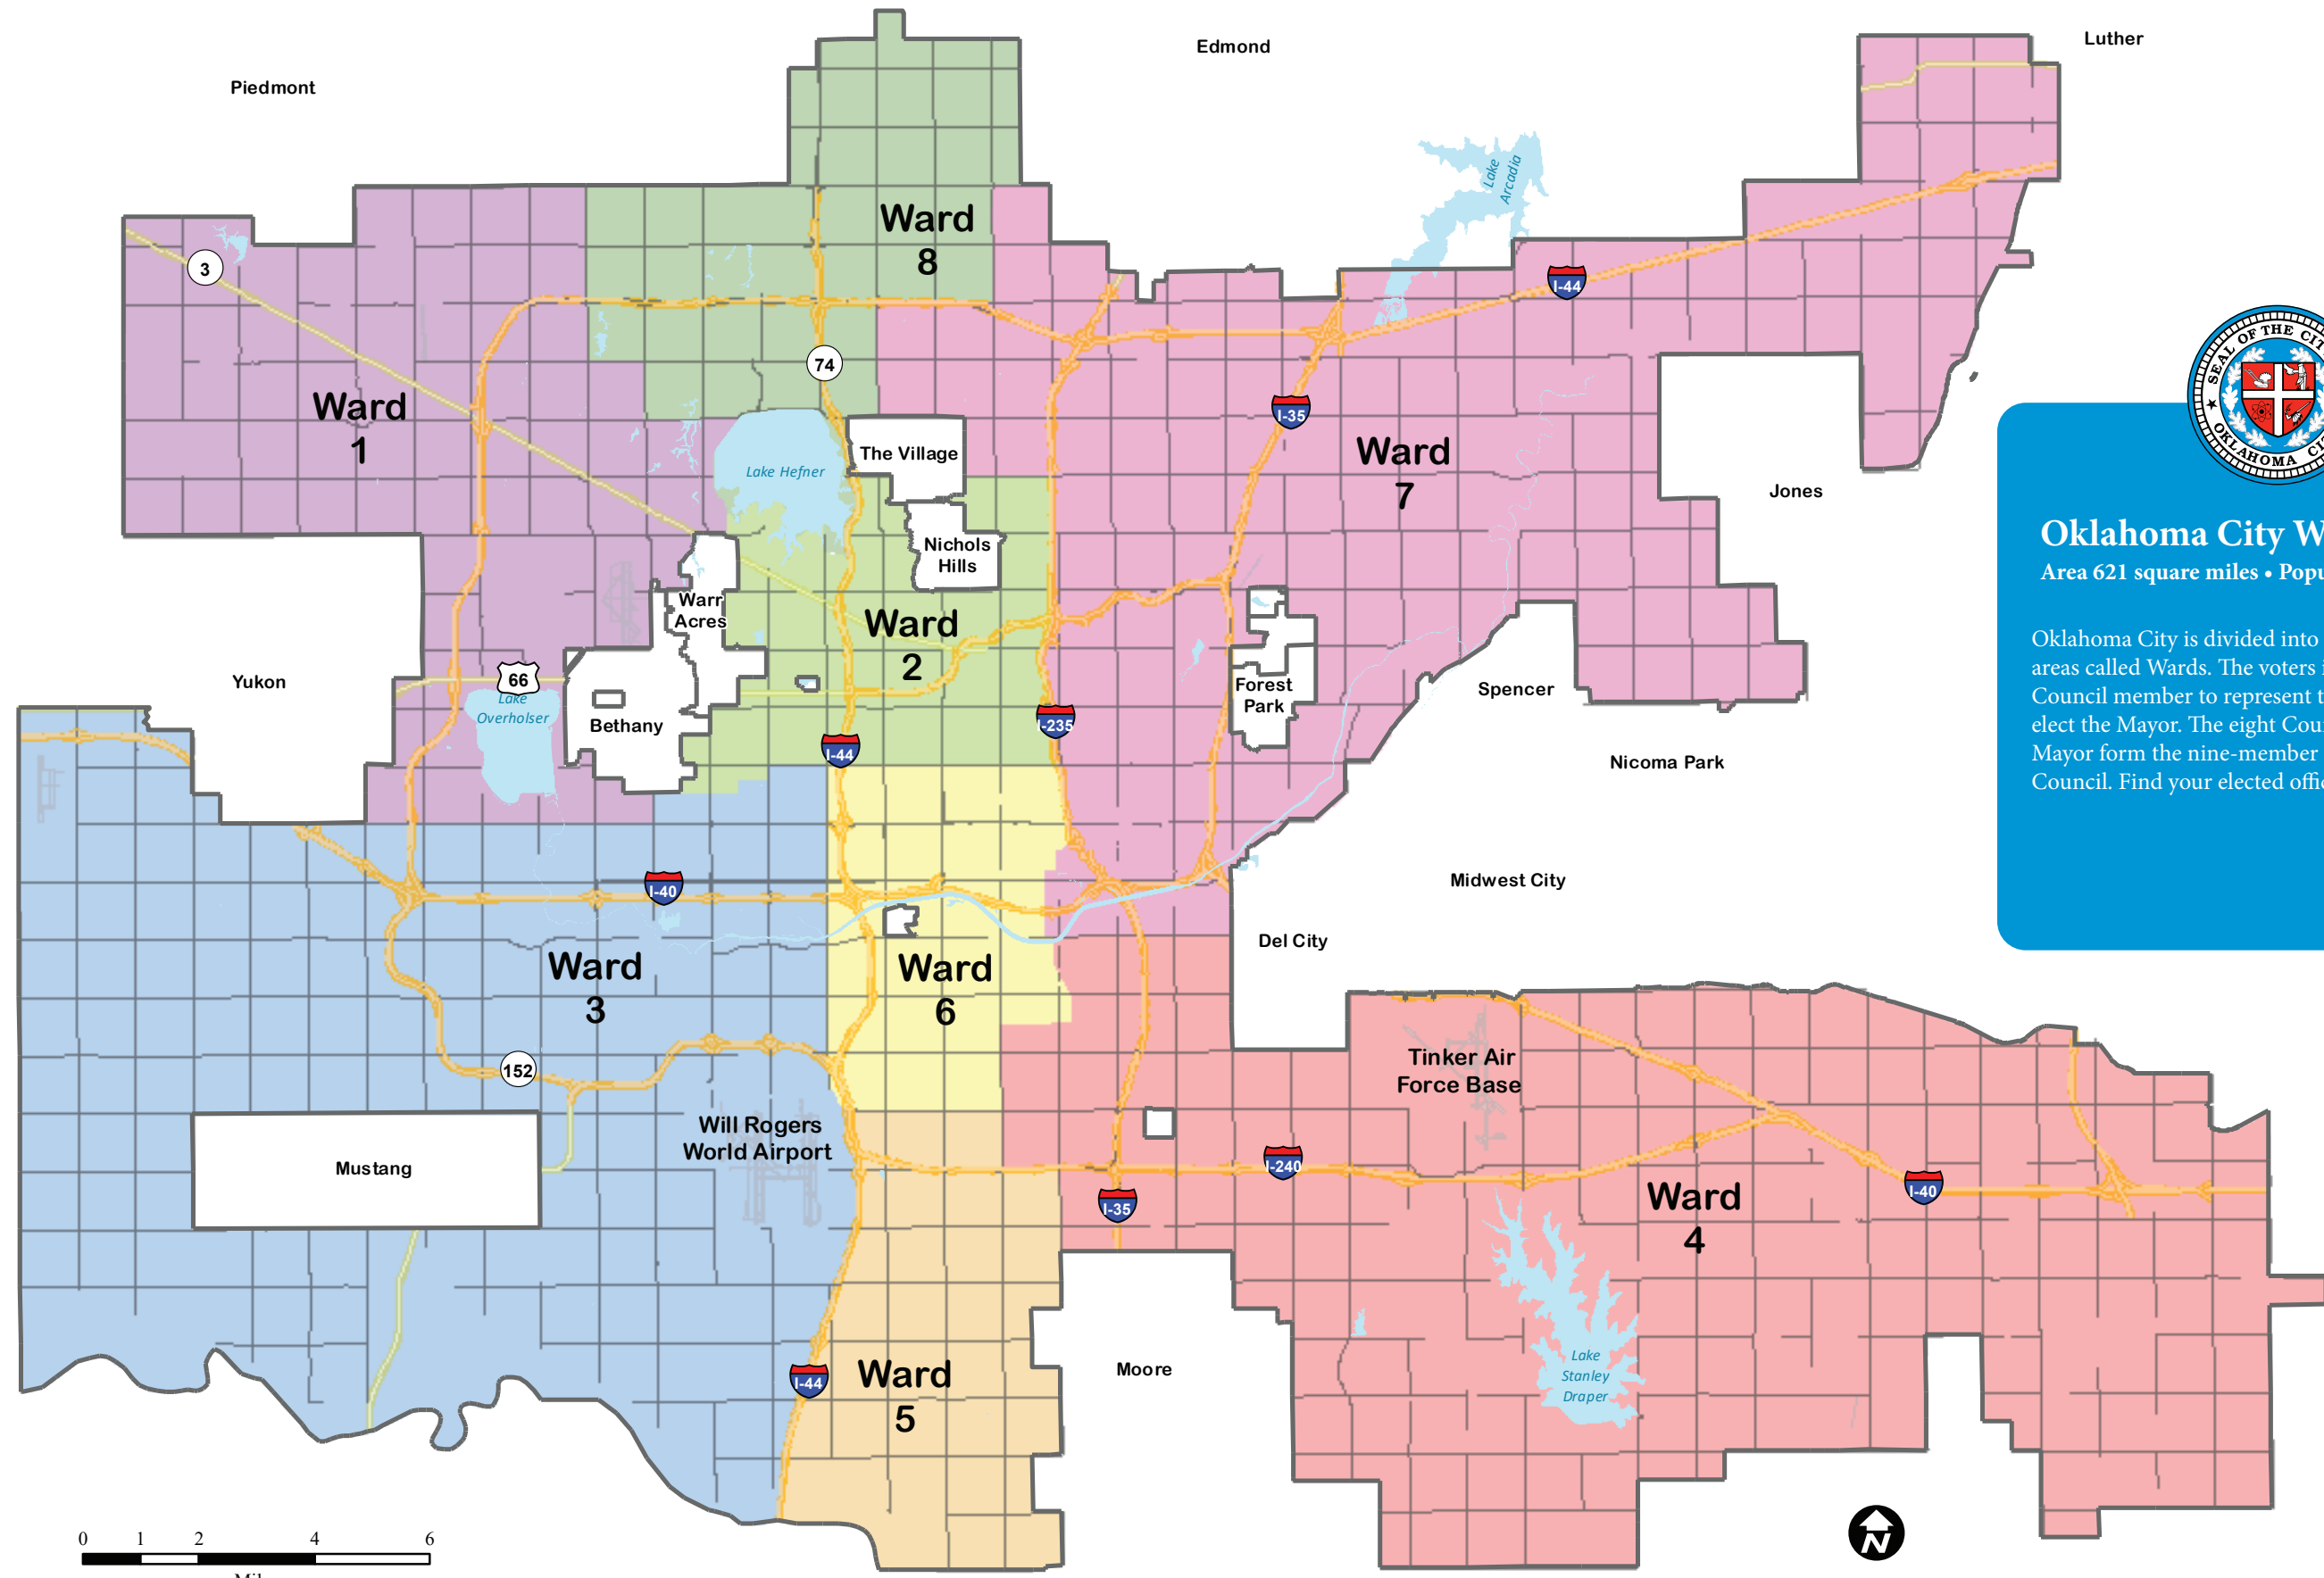 Edmond
Luther
Piedmont
Lake
Arcadia
Ward
8
3
I-44
74
I-35
Ward
1
The Village
Lake Hefner
Ward
7
Jones
SEAL OF THE
OKLAHOMA
Oklahoma City
Area 621 square miles •
Nichols
Hills
Warr
Acres
Ward
2
Oklahoma City is divided into
areas called Wards. The voters
Council member to represent
elect the Mayor. The eight
Mayor form the nine-member
Council. Find your elected
Yukon
66
Lake
Overholser
Bethany
Forest
Park
Spencer
I-235
I-44
Nicoma Park
I-40
Midwest City
Del City
Ward
3
Ward
6
152
Tinker Air
Force Base
Will Rogers
World Airport
Mustang
I-240
I-35
I-40
Ward
4
Moore
Lake
Stanley
Draper
I-44
Ward
5
0 1 2 4 6
N